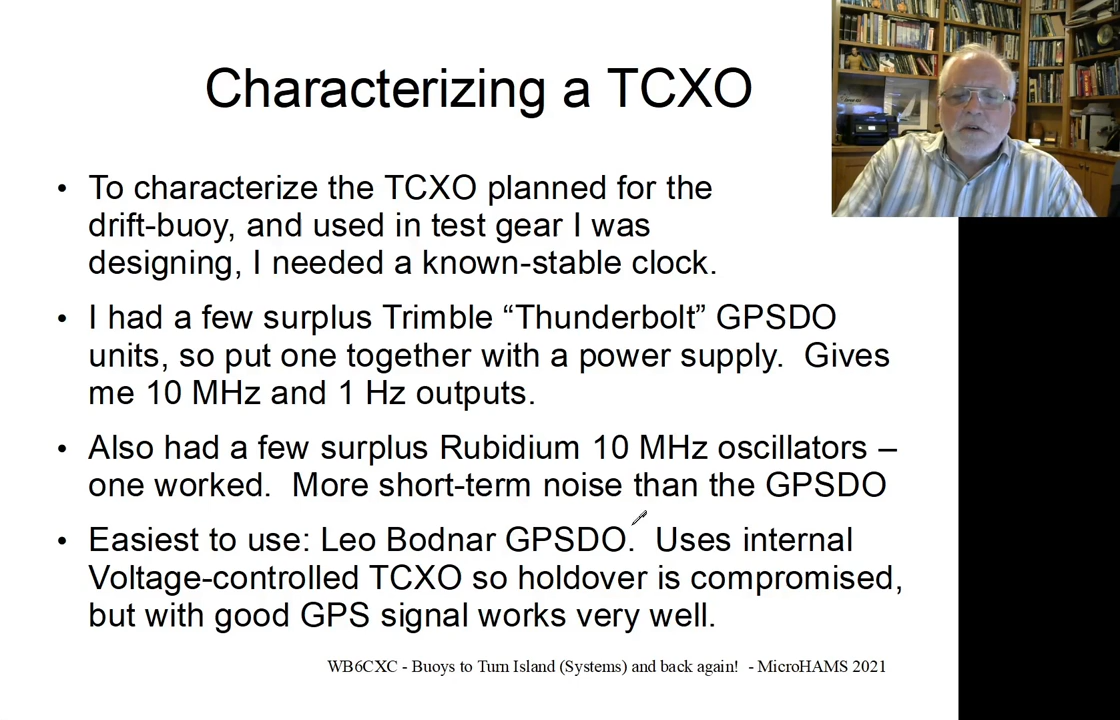 Characterizing a TCXO
• To characterize the TCXO planned for the
drift-buoy, and used in test gear I was
designing, I needed a known-stable clock.
• I had a few surplus Trimble “Thunderbolt” GPSDO
units, so put one together with a power supply.  Gives
me 10 MHz and 1 Hz outputs.
• Also had a few surplus Rubidium 10 MHz oscillators –
one worked.  More short-term noise than the GPSDO
• Easiest to use: Leo Bodnar GPSDO.  Uses internal
Voltage-controlled TCXO so holdover is compromised,
but with good GPS signal works very well.
WB6CXC - Buoys to Turn Island (Systems) and back again!  - MicroHAMS 2021